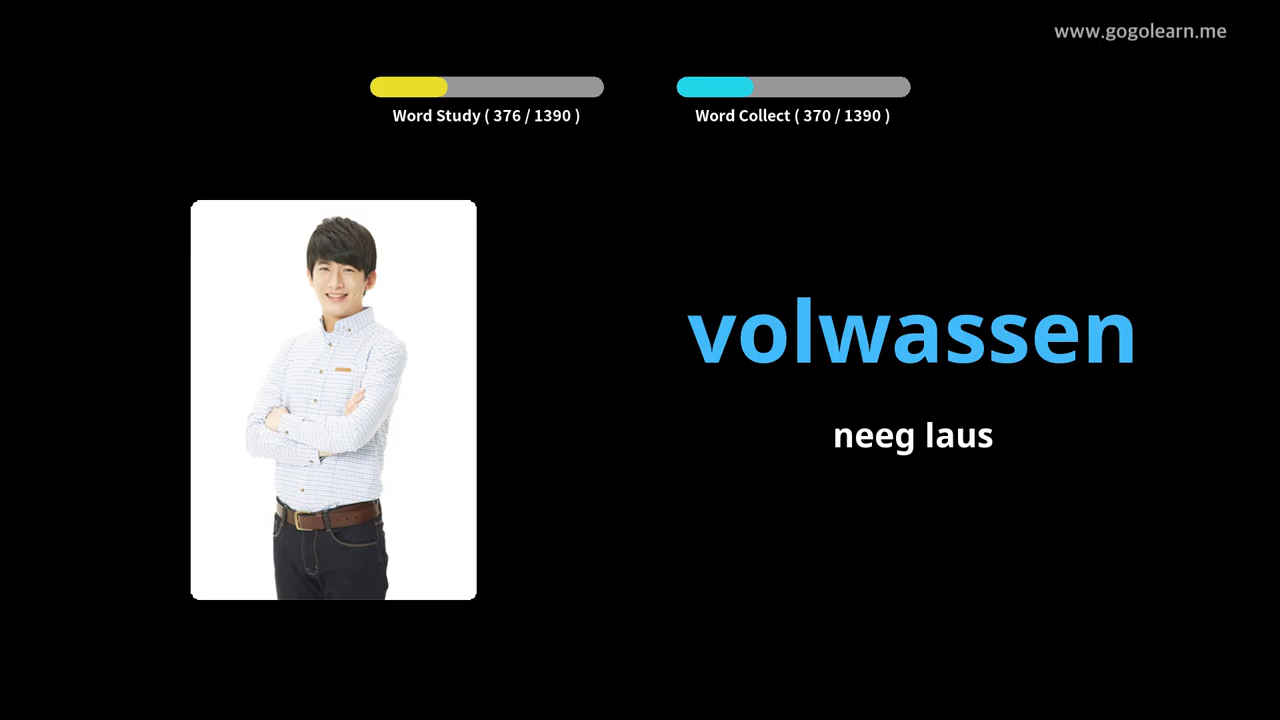 www.gogolearn.me
Word Study ( 376 / 1390 )
Word Collect ( 370 / 1390 )
volwassen
neeg laus